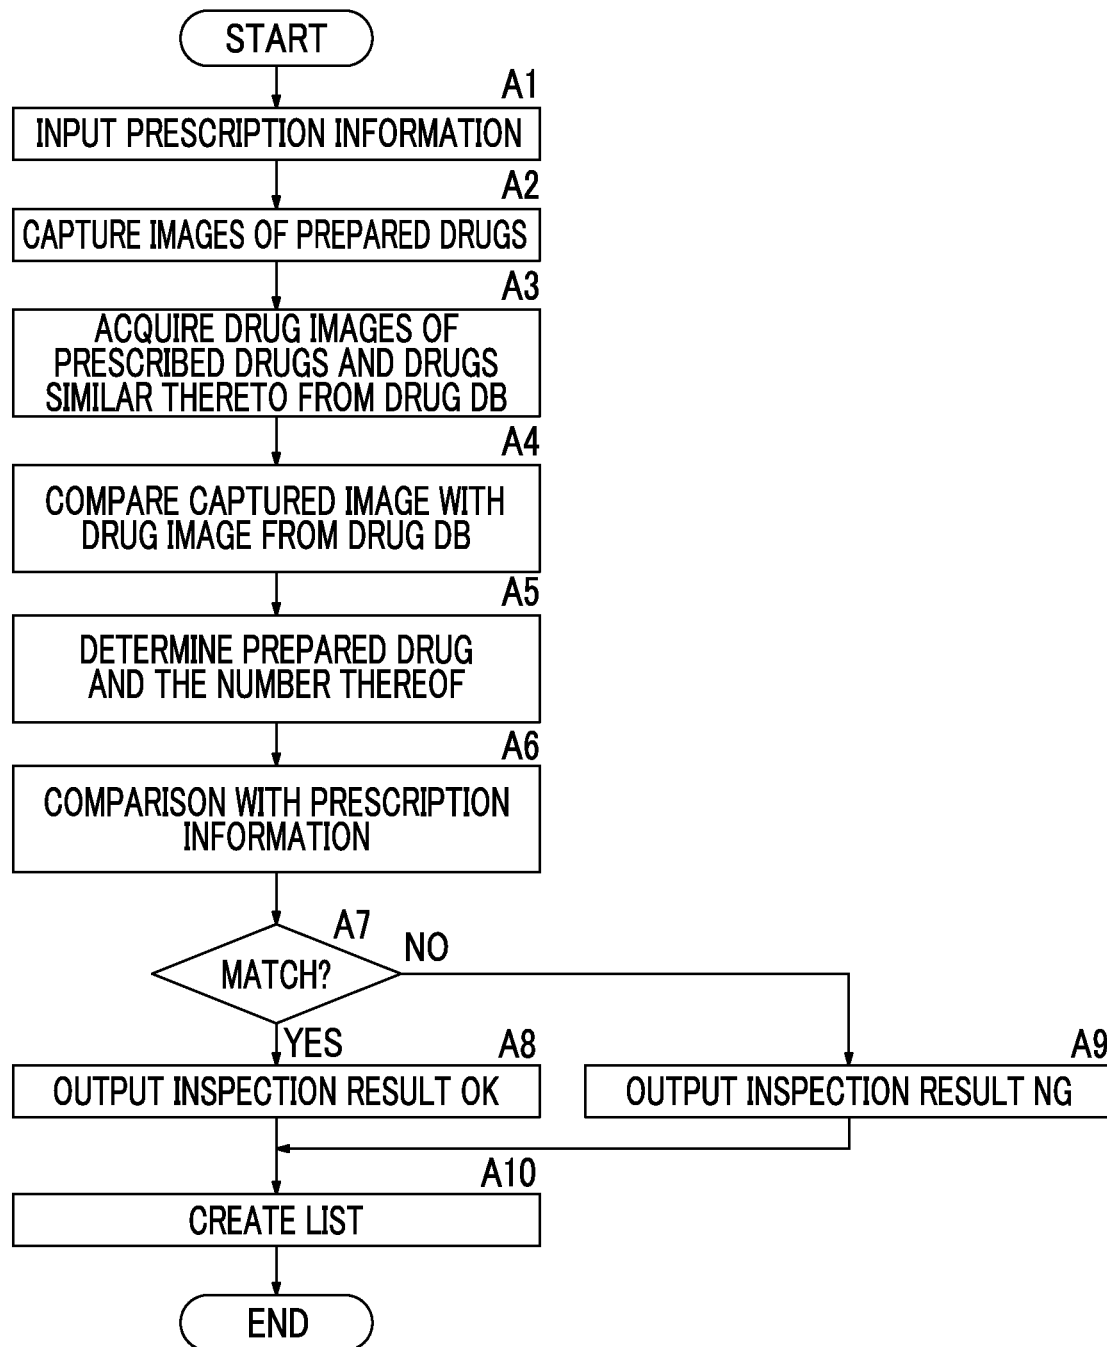 START
A1
INPUT PRESCRIPTION INFORMATION
A2
CAPTURE IMAGES OF PREPARED DRUGS
A3
ACQUIRE DRUG IMAGES OF
PRESCRIBED DRUGS AND DRUGS
SIMILAR THERETO FROM DRUG DB
A4
COMPARE CAPTURED IMAGE WITH
DRUG IMAGE FROM DRUG DB
A5
DETERMINE PREPARED DRUG
AND THE NUMBER THEREOF
A6
COMPARISON WITH PRESCRIPTION
INFORMATION
A7
MATCH?
NO
YES
A8
OUTPUT INSPECTION RESULT OK
A9
OUTPUT INSPECTION RESULT NG
A10
CREATE LIST
END